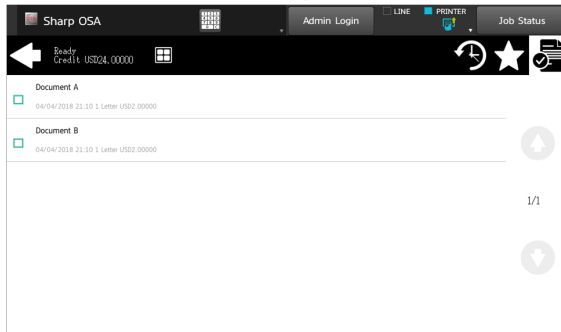 Sharp OSA
Admin Login
LINE
PRINTER
Job Status
Ready
Credit USD24.00000
Document A
04/04/2018 21:10 1 Letter USD2.00000
Document B
04/04/2018 21:10 1 Letter USD2.00000
1/1